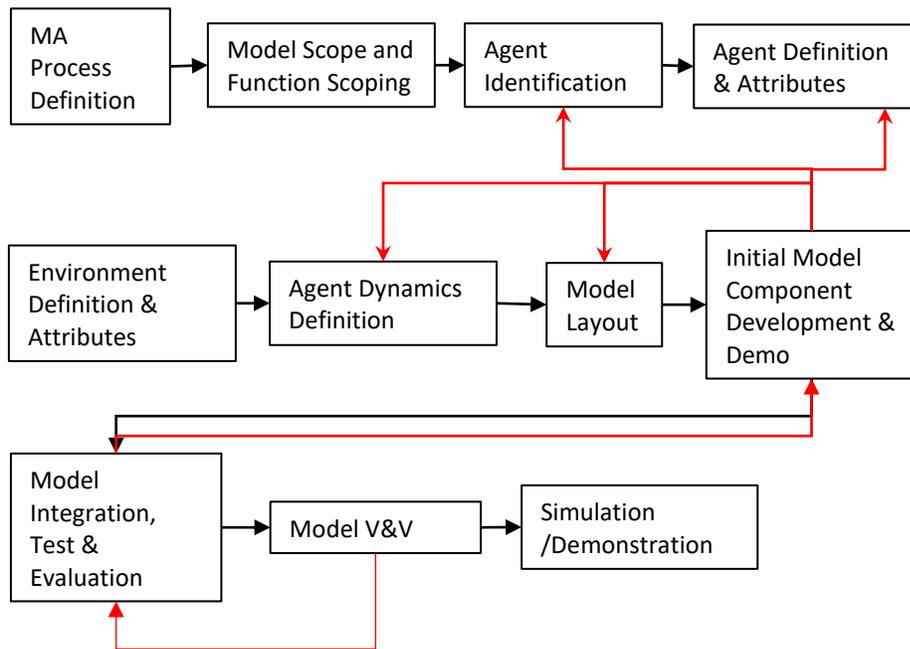 MA
Process
Definition
Model Scope and
Function Scoping
Agent
Identification
Agent Definition
& Attributes
Environment
Definition &
Attributes
Agent Dynamics
Definition
Model
Layout
Initial Model
Component
Development &
Demo
Model
Integration,
Test &
Evaluation
Model V&V
Simulation
/Demonstration